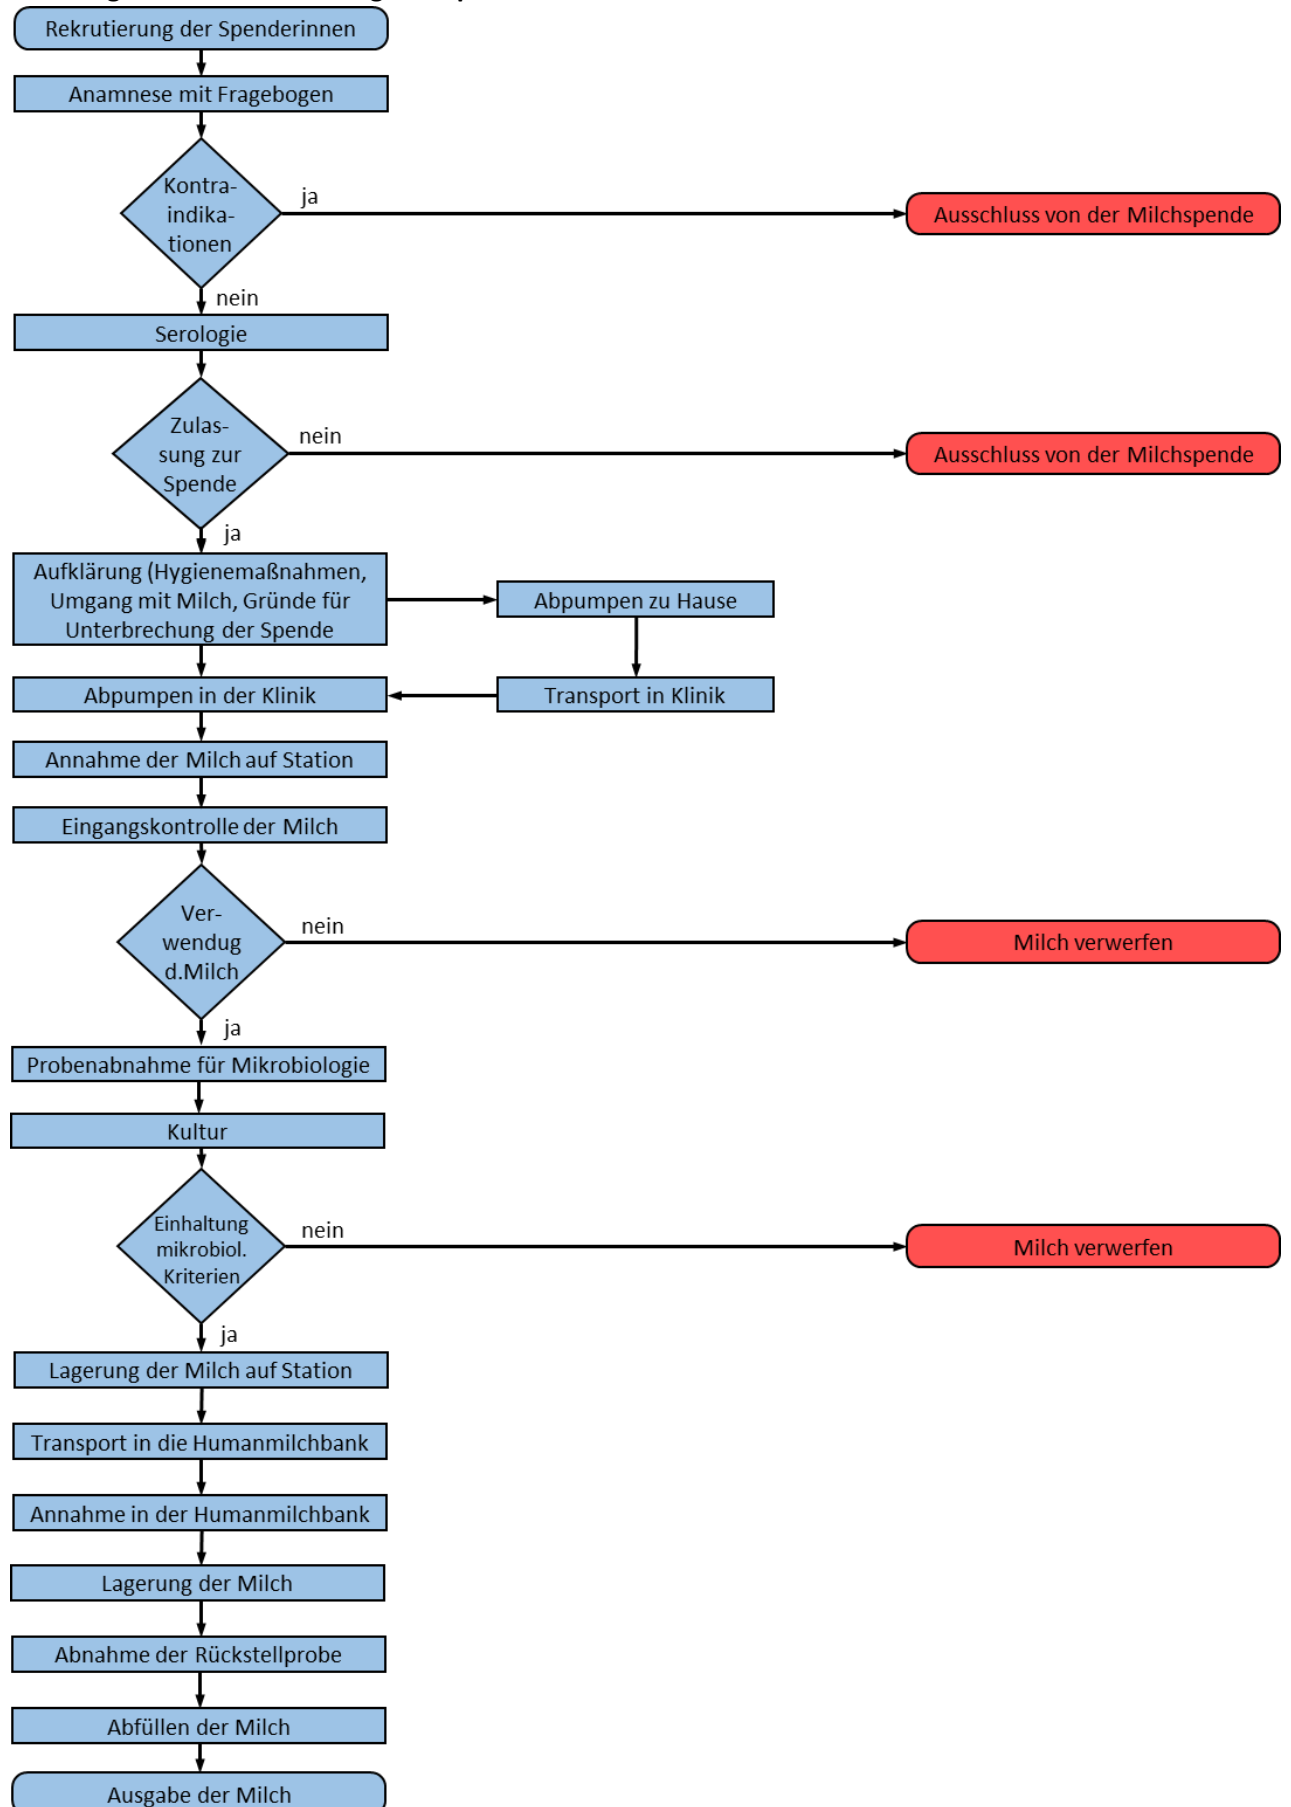 Rekrutierung der Spenderinnen
Anamnese mit Fragebogen
Kontra-
indika-
tionen
ja
Ausschluss von der Milchspende
nein
Serologie
Zulas-
sung zur
Spende
nein
Ausschluss von der Milchspende
ja
Aufklärung (Hygienemaßnahmen,
Umgang mit Milch, Gründe für
Unterbrechung der Spende
Abpumpen zu Hause
Abpumpen in der Klinik
Transport in Klinik
Annahme der Milch auf Station
Eingangskontrolle der Milch
Ver-
wendug
d.Milch
nein
Milch verwerfen
ja
Probenabnahme für Mikrobiologie
Kultur
Einhaltung
mikrobiol.
Kriterien
nein
Milch verwerfen
ja
Lagerung der Milch auf Station
Transport in die Humanmilchbank
Annahme in der Humanmilchbank
Lagerung der Milch
Abnahme der Rückstellprobe
Abfüllen der Milch
Ausgabe der Milch